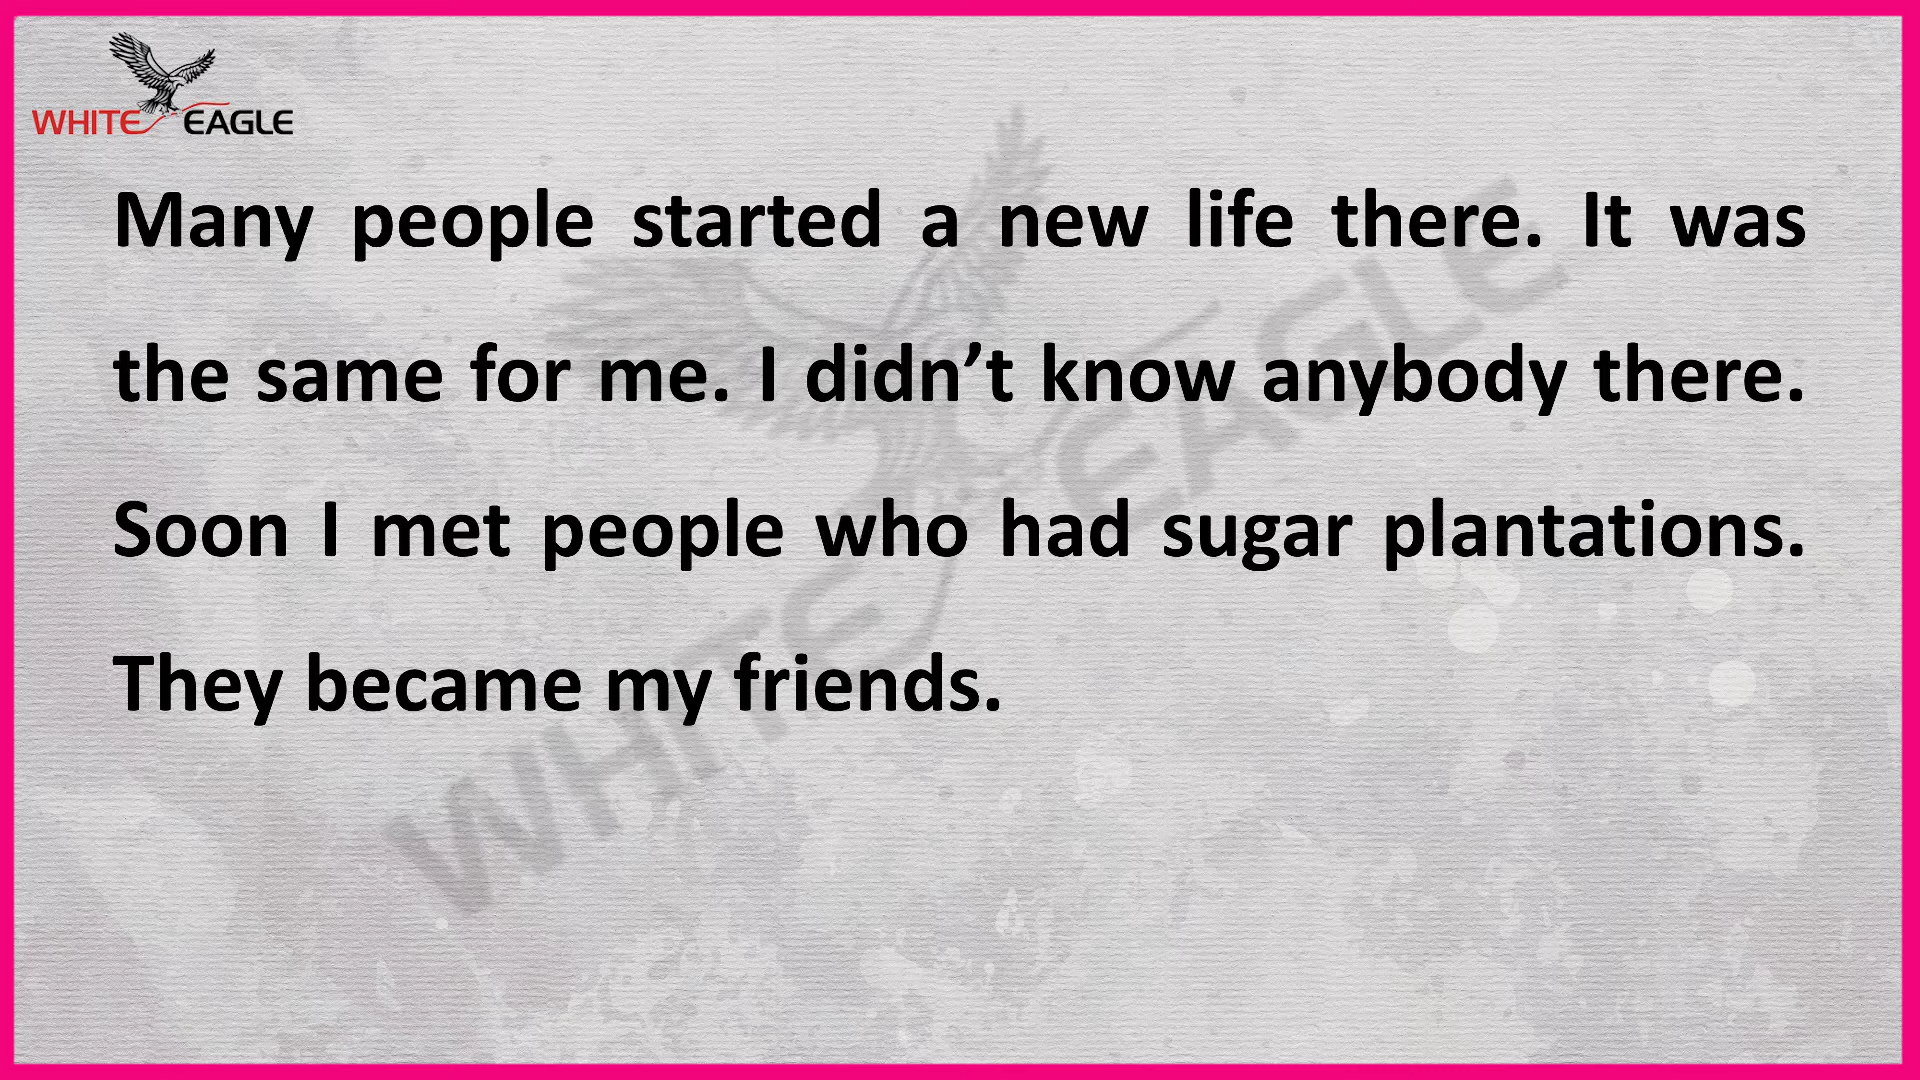 WHITE EAGLE
Many people started a new life there. It was
the same for me. I didn’t know anybody there.
Soon I met people who had sugar plantations.
They became my friends.
WHITE EAGLE